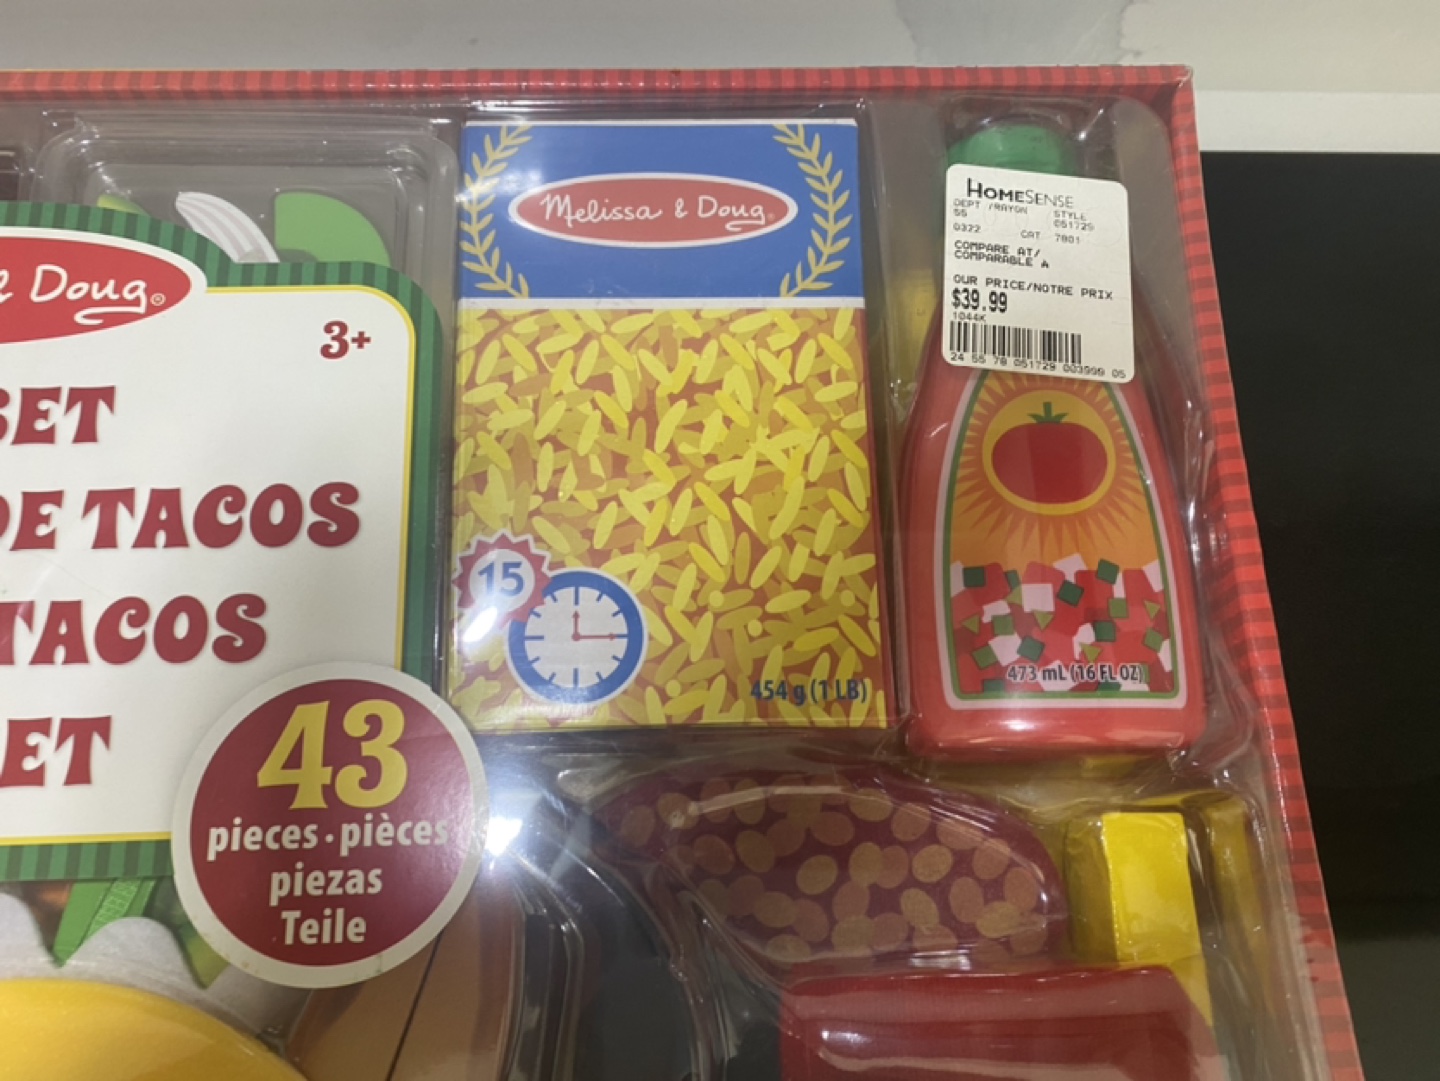 Melissa & Doug®
HOMESENSE
DEPT /RAYON STYLE
55 051729
0322 CAT 7801
COMPARE AT/
COMPARABLE A
OUR PRICE/NOTRE PRIX
$39.99
1044K
24 55 78 051729 003999 05
& Doug®
3+
SET
DE TACOS
TACOS
ET
15
454 g (1 LB)
473 mL (16 FL OZ)
43
pieces · pièces
piezas
Teile